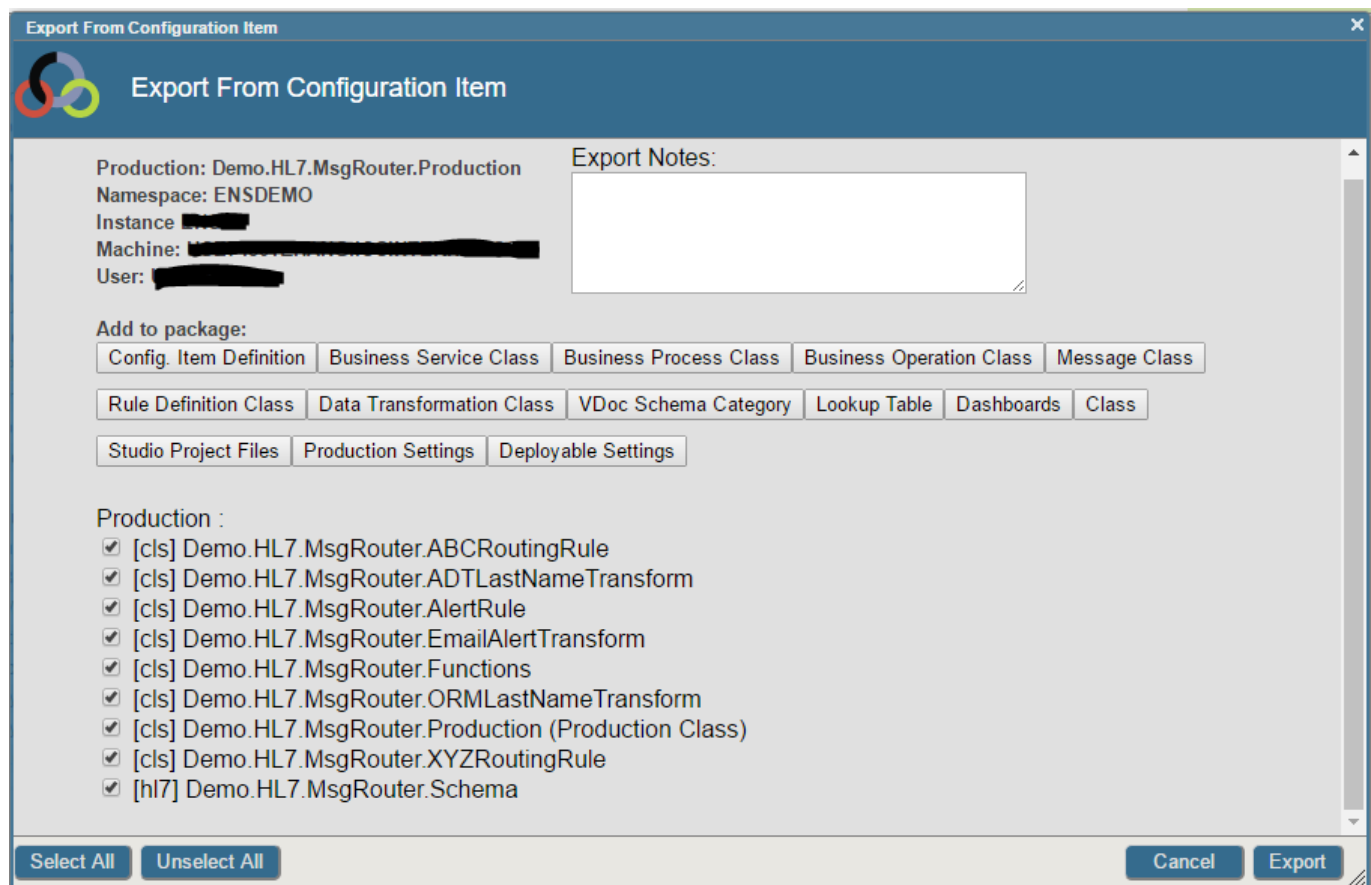 Export From Configuration Item ×
Export From Configuration Item
Production: Demo.HL7.MsgRouter.Production
Namespace: ENSDEMO
Instance
Machine:
User:
Export Notes:
Add to package:
Config. Item Definition Business Service Class Business Process Class Business Operation Class Message Class
Rule Definition Class Data Transformation Class VDoc Schema Category Lookup Table Dashboards Class
Studio Project Files Production Settings Deployable Settings
Production :
[cls] Demo.HL7.MsgRouter.ABCRoutingRule
[cls] Demo.HL7.MsgRouter.ADTLastNameTransform
[cls] Demo.HL7.MsgRouter.AlertRule
[cls] Demo.HL7.MsgRouter.EmailAlertTransform
[cls] Demo.HL7.MsgRouter.Functions
[cls] Demo.HL7.MsgRouter.ORMLastNameTransform
[cls] Demo.HL7.MsgRouter.Production (Production Class)
[cls] Demo.HL7.MsgRouter.XYZRoutingRule
[hl7] Demo.HL7.MsgRouter.Schema
Select All Unselect All Cancel Export